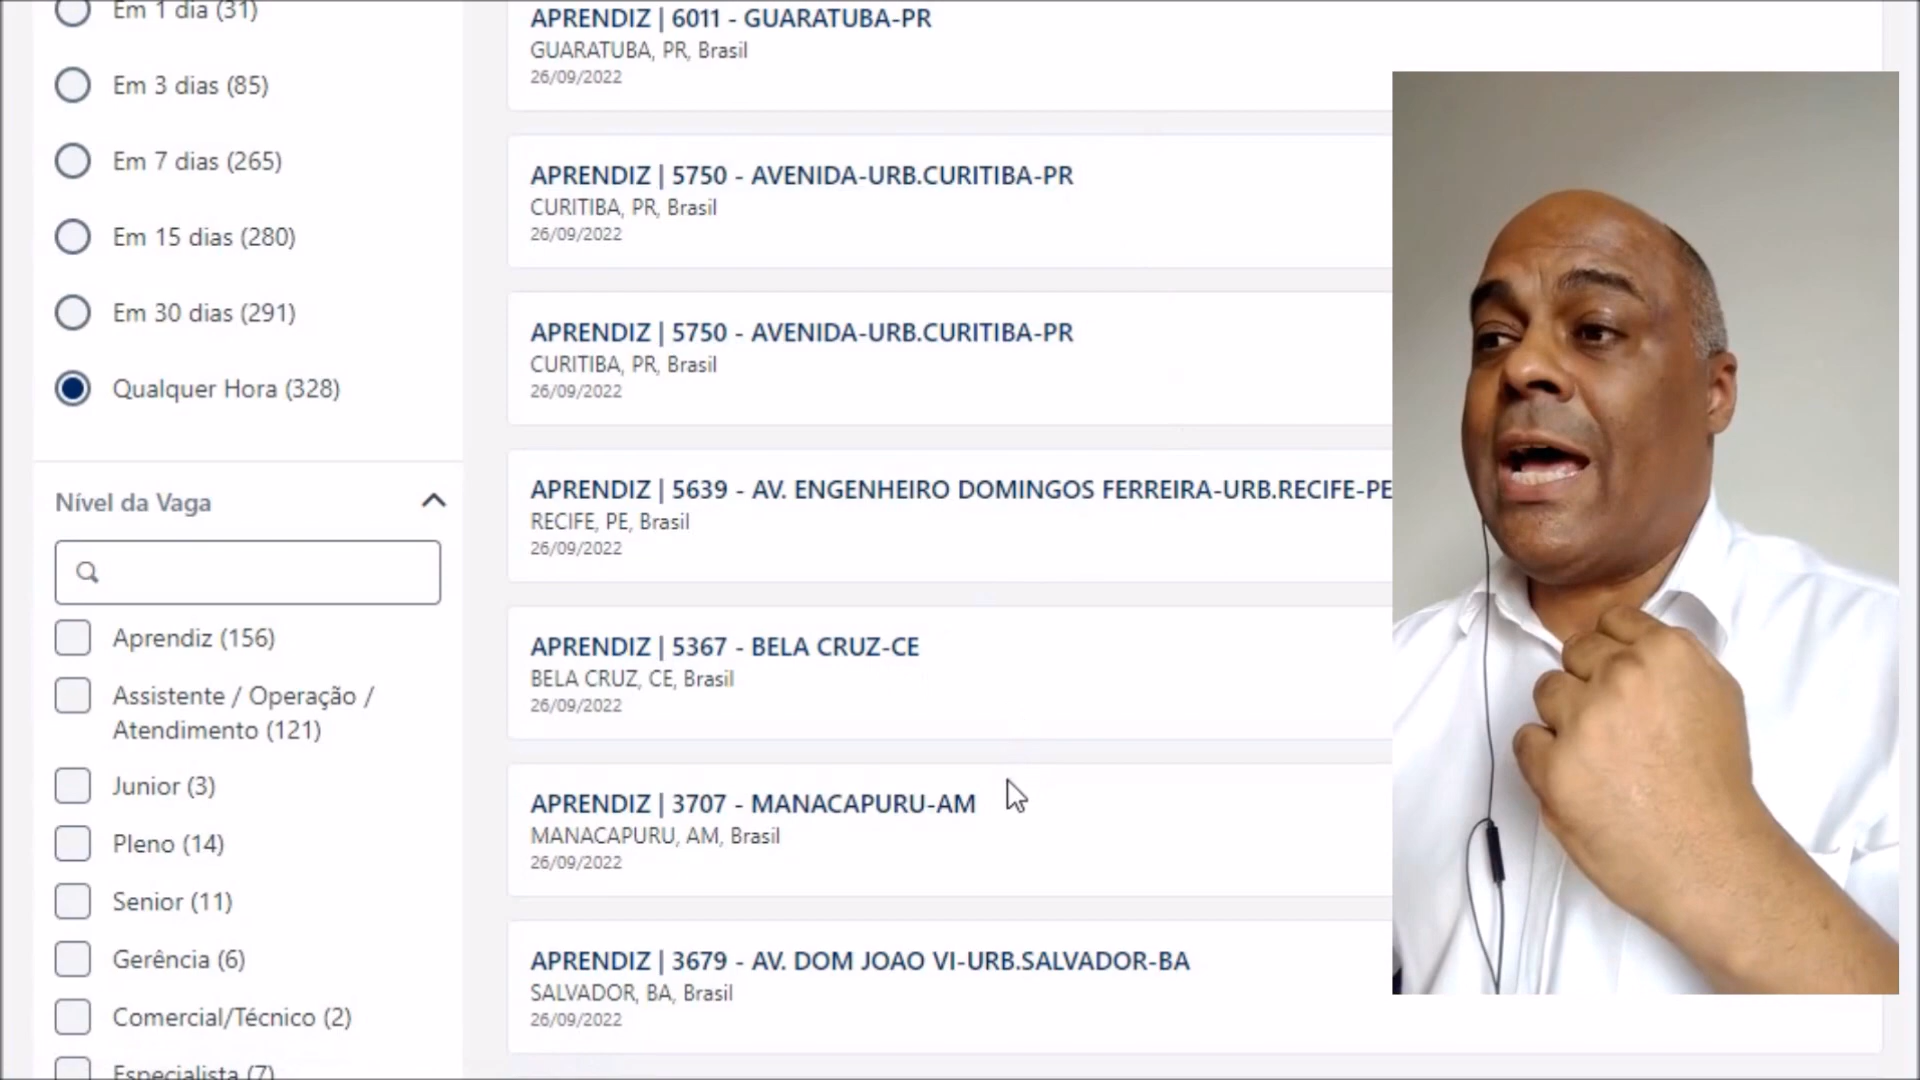 Em 1 dia (31)
Em 3 dias (85)
Em 7 dias (265)
Em 15 dias (280)
Em 30 dias (291)
Qualquer Hora (328)
Nível da Vaga
Aprendiz (156)
Assistente / Operação /
Atendimento (121)
Junior (3)
Pleno (14)
Senior (11)
Gerência (6)
Comercial/Técnico (2)
Especialista (7)
APRENDIZ | 6011 - GUARATUBA-PR
GUARATUBA, PR, Brasil
26/09/2022
APRENDIZ | 5750 - AVENIDA-URB.CURITIBA-PR
CURITIBA, PR, Brasil
26/09/2022
APRENDIZ | 5750 - AVENIDA-URB.CURITIBA-PR
CURITIBA, PR, Brasil
26/09/2022
APRENDIZ | 5639 - AV. ENGENHEIRO DOMINGOS FERREIRA-URB.RECIFE-PE
RECIFE, PE, Brasil
26/09/2022
APRENDIZ | 5367 - BELA CRUZ-CE
BELA CRUZ, CE, Brasil
26/09/2022
APRENDIZ | 3707 - MANACAPURU-AM
MANACAPURU, AM, Brasil
26/09/2022
APRENDIZ | 3679 - AV. DOM JOAO VI-URB.SALVADOR-BA
SALVADOR, BA, Brasil
26/09/2022